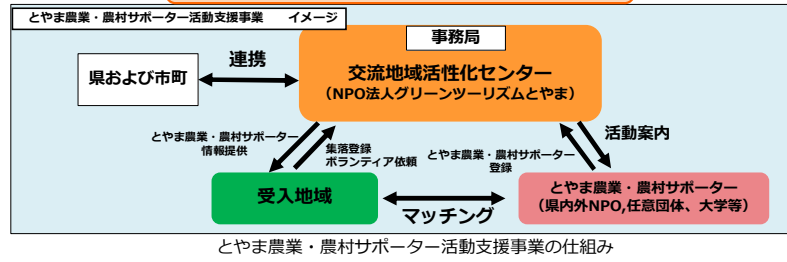 とやま農業・農村サポーター活動支援事業　イメージ
事務局
連携
県および市町
交流地域活性化センター
（NPO法人グリーンツーリズムとやま）
とやま農業・農村サポーター
情報提供
集落登録
ボランティア依頼
とやま農業・農村サポーター
登録
活動案内
受入地域
マッチング
とやま農業・農村サポーター
（県内外NPO,任意団体、大学等）
とやま農業・農村サポーター活動支援事業の仕組み